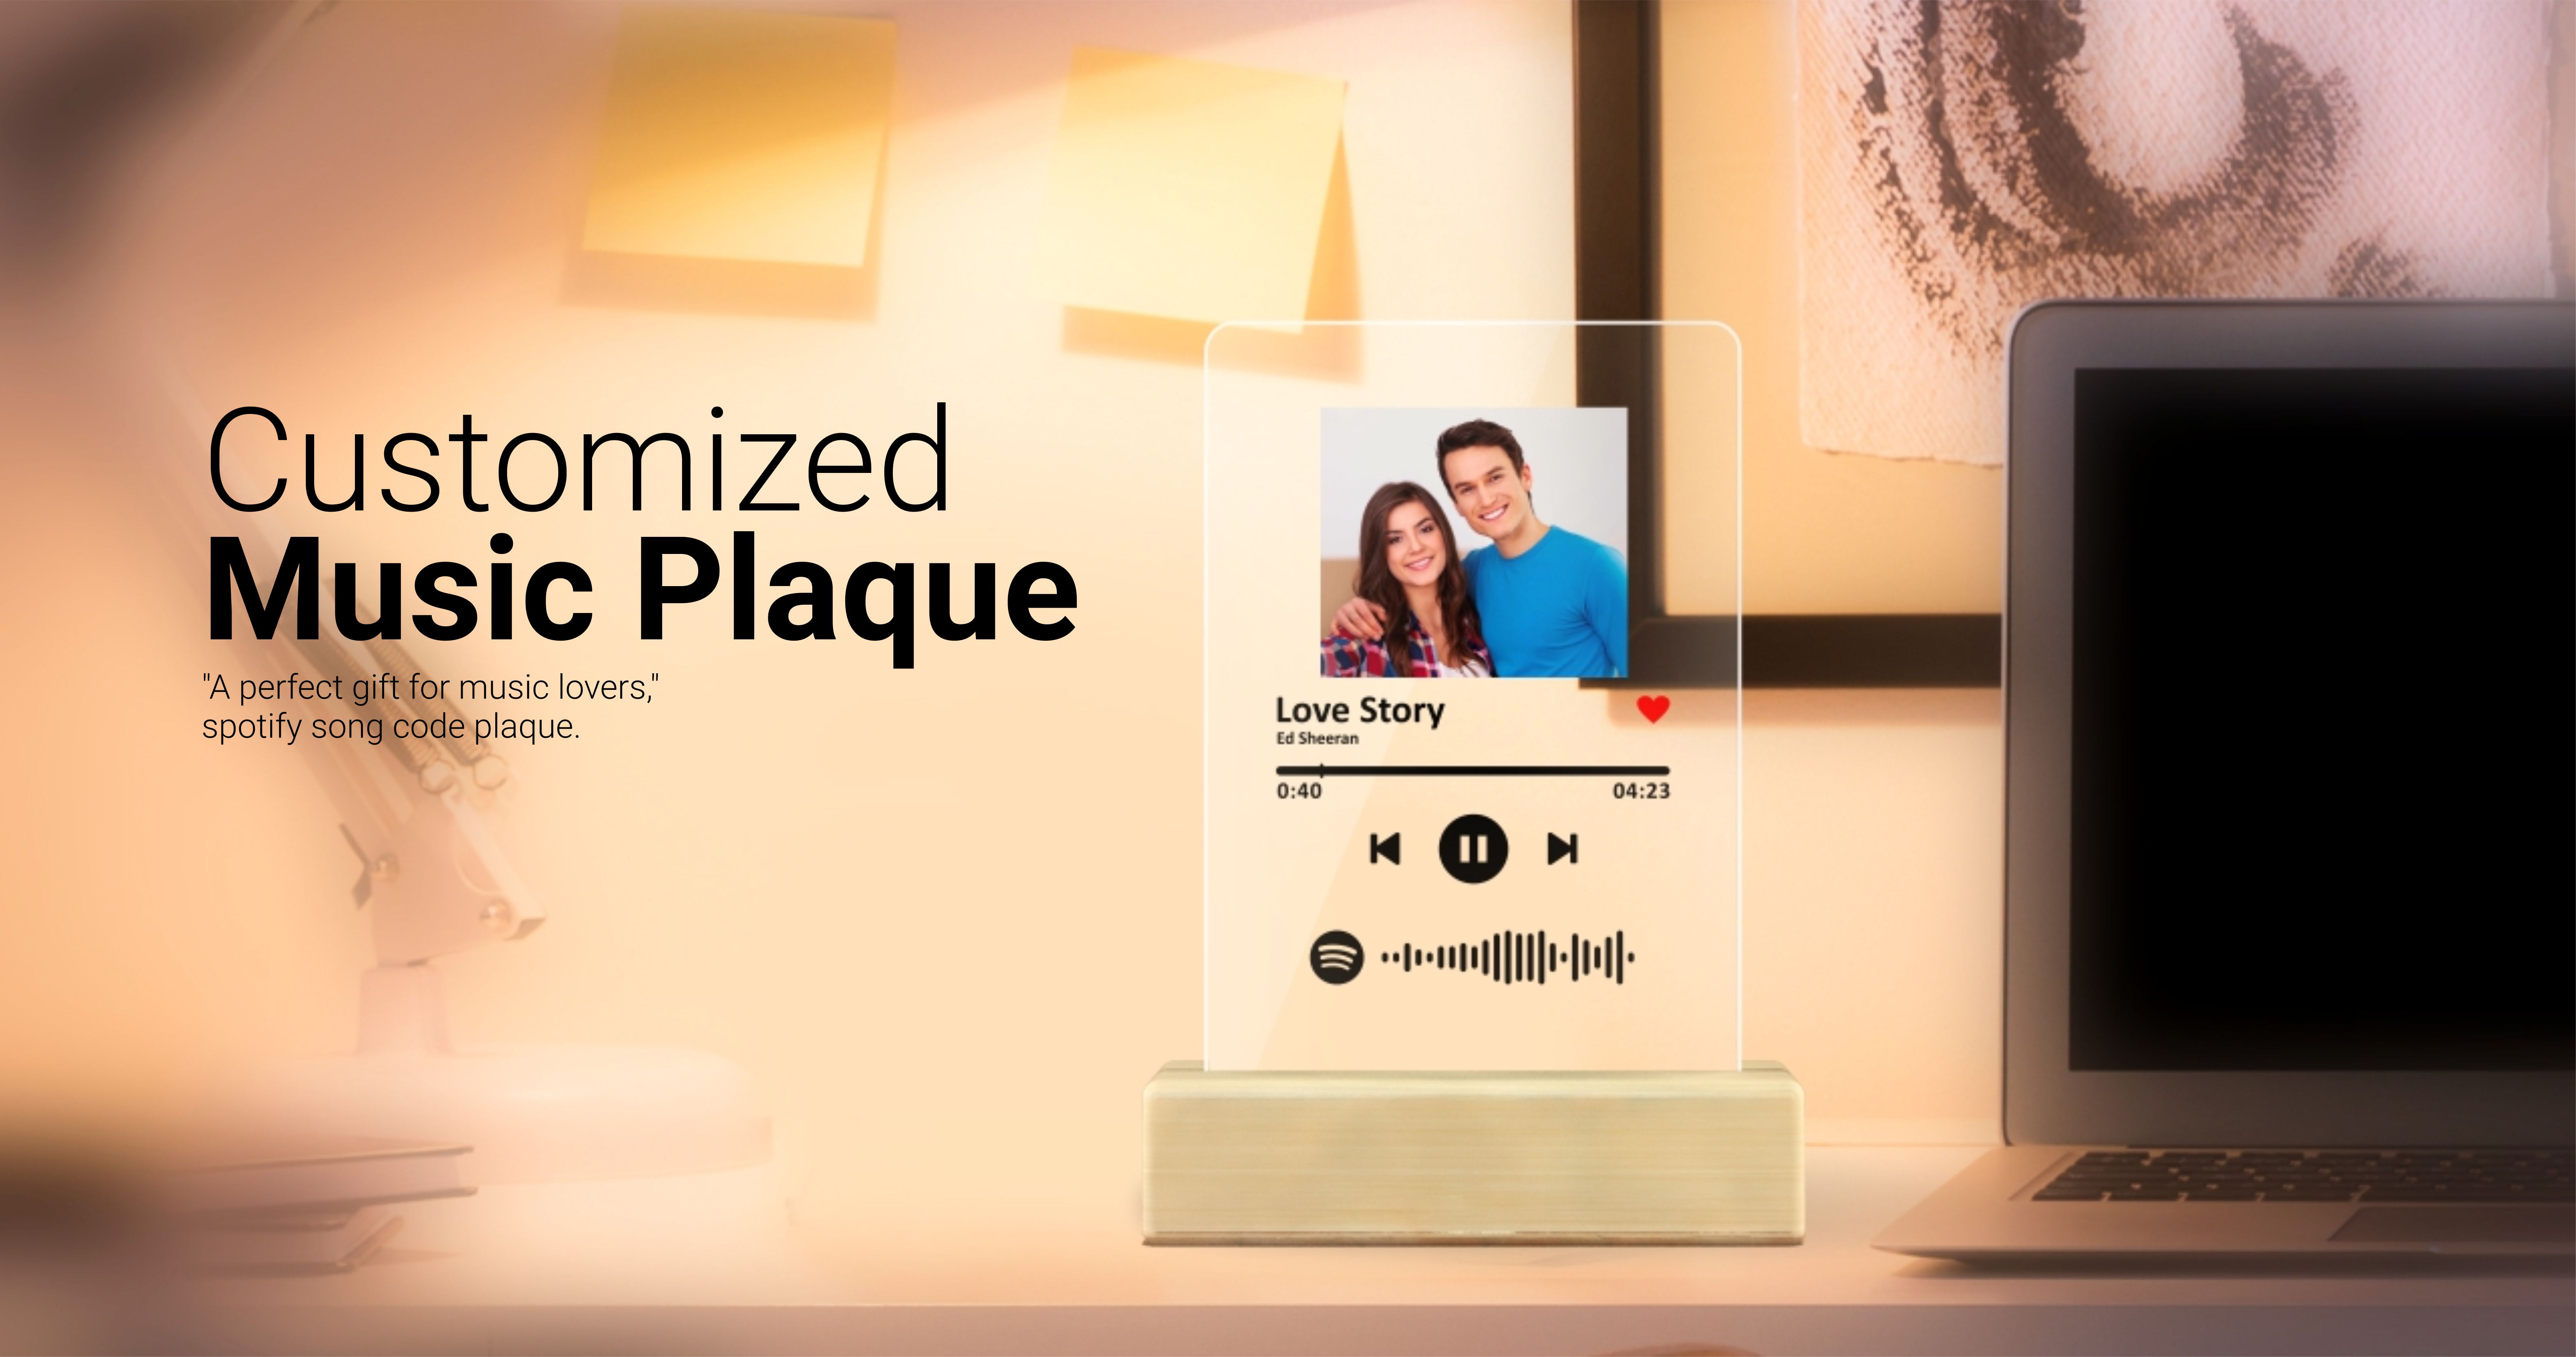 Customized
Music Plaque
"A perfect gift for music lovers,"
spotify song code plaque.
Love Story
Ed Sheeran
0:40 04:23